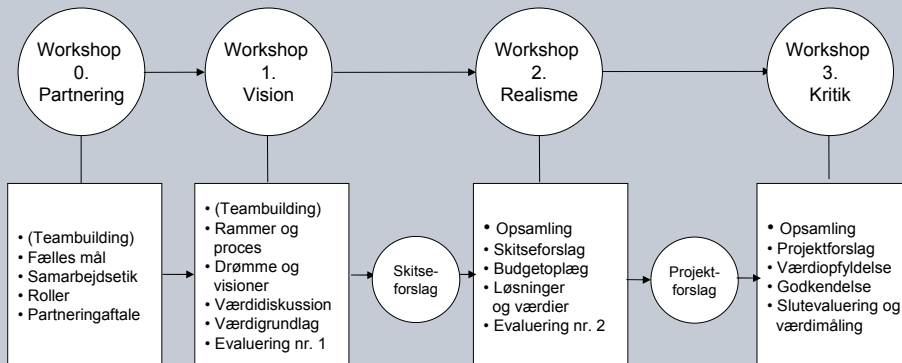 Workshop
0.
Partnering
Workshop
1.
Vision
Workshop
2.
Realisme
Workshop
3.
Kritik
• (Teambuilding)
• Fælles mål
• Samarbejdsetik
• Roller
• Partneringaftale
• (Teambuilding)
• Rammer og
proces
• Drømme og
visioner
• Værdidiskussion
• Værdigrundlag
• Evaluering nr. 1
Skitse-
forslag
• Opsamling
• Skitseforslag
• Budgetoplæg
• Løsninger
og værdier
• Evaluering nr. 2
Projekt-
forslag
• Opsamling
• Projektforslag
• Værdiopfyldelse
• Godkendelse
• Slutevaluering og
værdimåling